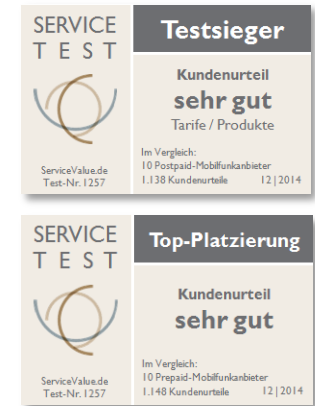 SERVICE
TEST
ServiceValue.de
Test-Nr. 1257
Testsieger
Kundenurteil
sehr gut
Tarife / Produkte
Im Vergleich:
10 Postpaid-Mobilfunkanbieter
1.138 Kundenurteile 12 | 2014
SERVICE
TEST
ServiceValue.de
Test-Nr. 1257
Top-Platzierung
Kundenurteil
sehr gut
Im Vergleich:
10 Prepaid-Mobilfunkanbieter
1.148 Kundenurteile 12 | 2014